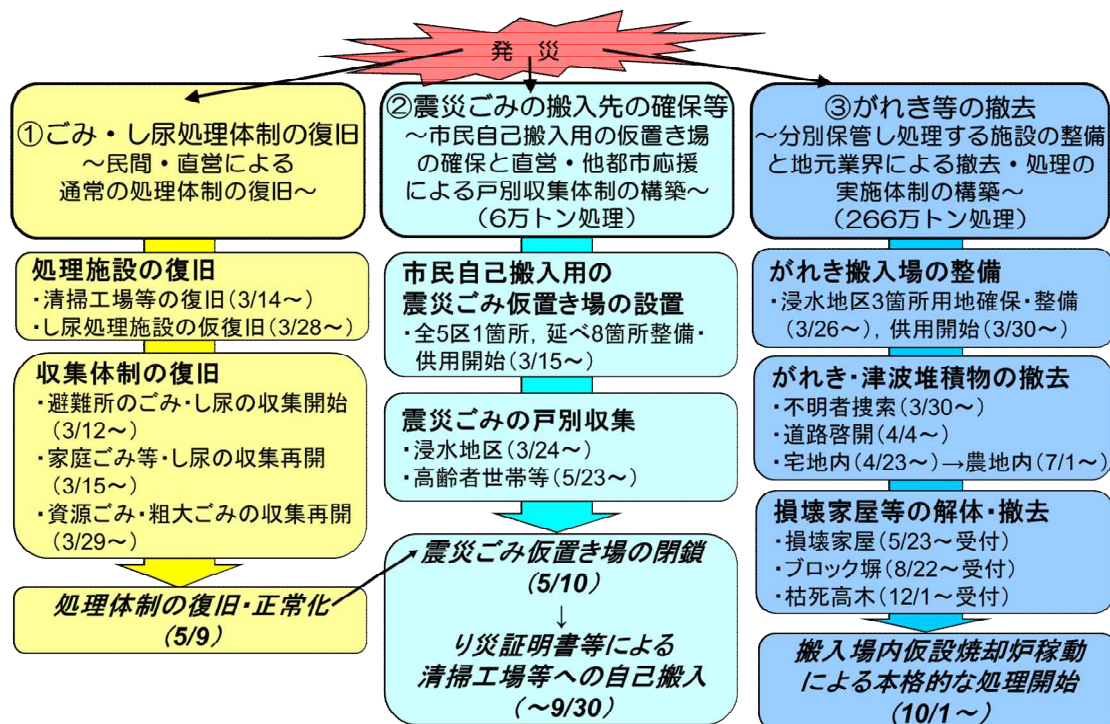 発 災
①ごみ・し尿処理体制の復旧
～民間・直営による
通常の処理体制の復旧～
処理施設の復旧
・清掃工場等の復旧(3/14～)
・し尿処理施設の仮復旧(3/28～)
収集体制の復旧
・避難所のごみ・し尿の収集開始
(3/12～)
・家庭ごみ等・し尿の収集再開
(3/15～)
・資源ごみ・粗大ごみの収集再開
(3/29～)
処理体制の復旧・正常化
(5/9)
②震災ごみの搬入先の確保等
～市民自己搬入用の仮置き場
の確保と直営・他都市応援
による戸別収集体制の構築～
(6万トン処理)
市民自己搬入用の
震災ごみ仮置き場の設置
・全5区1箇所，延べ8箇所整備・
供用開始(3/15～)
震災ごみの戸別収集
・浸水地区(3/24～)
・高齢者世帯等(5/23～)
震災ごみ仮置き場の閉鎖
(5/10)
↓
り災証明書等による
清掃工場等への自己搬入
(～9/30)
③がれき等の撤去
～分別保管し処理する施設の整備
と地元業界による撤去・処理の
実施体制の構築～
(266万トン処理)
がれき搬入場の整備
・浸水地区3箇所用地確保・整備
(3/26～)，供用開始(3/30～)
がれき・津波堆積物の撤去
・不明者捜索(3/30～)
・道路啓開(4/4～)
・宅地内(4/23～)→農地内(7/1～)
損壊家屋等の解体・撤去
・損壊家屋(5/23～受付)
・ブロック塀(8/22～受付)
・枯死高木(12/1～受付)
搬入場内仮設焼却炉稼動
による本格的な処理開始
(10/1～)